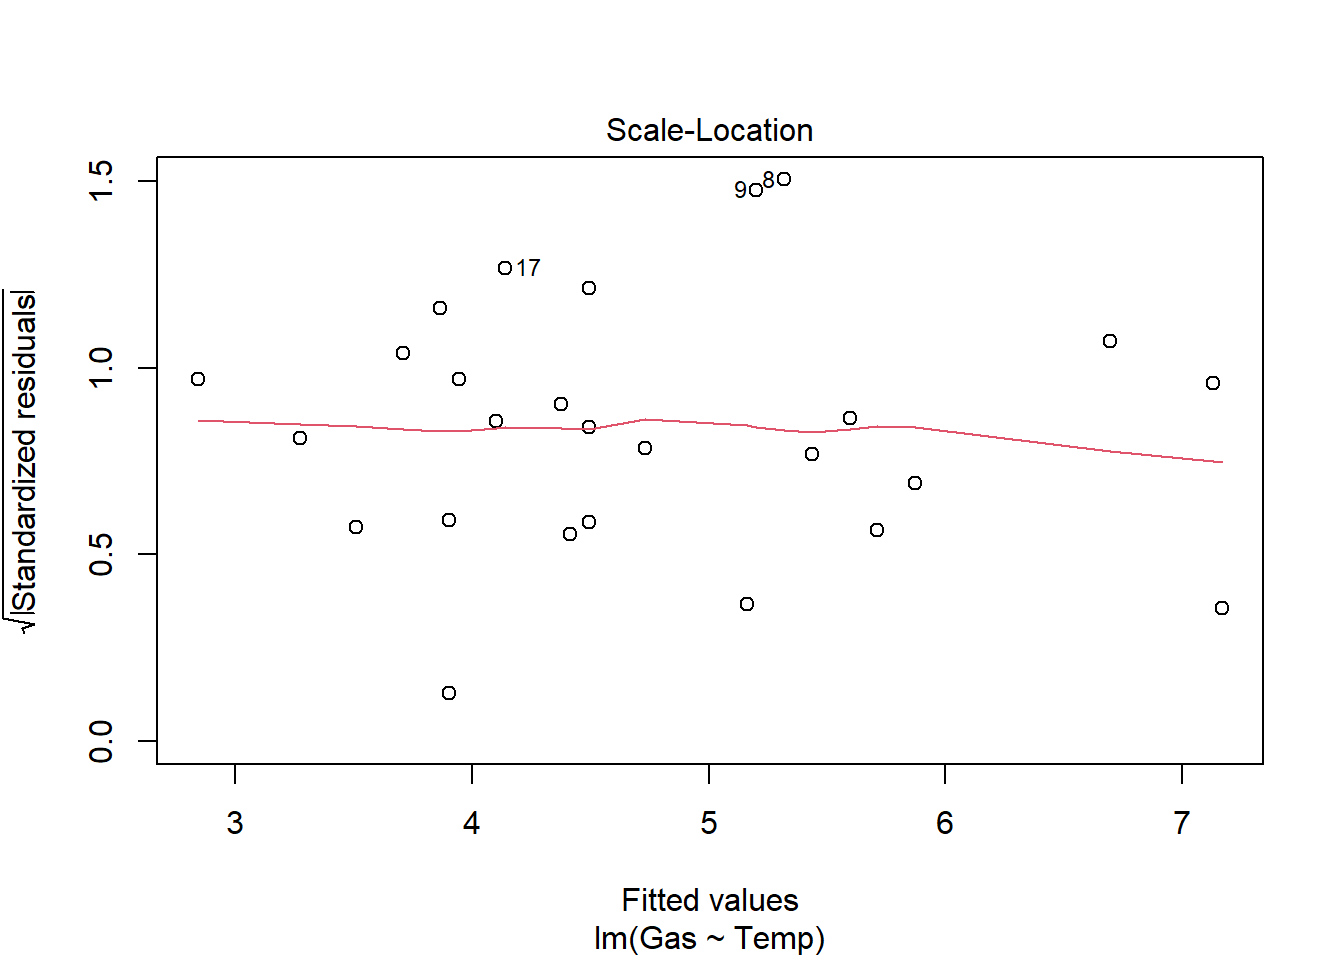 Scale-Location
√|Standardized residuals|
1.5
1.0
0.5
0.0
9
8
17
3 4 5 6 7
Fitted values
lm(Gas ~ Temp)